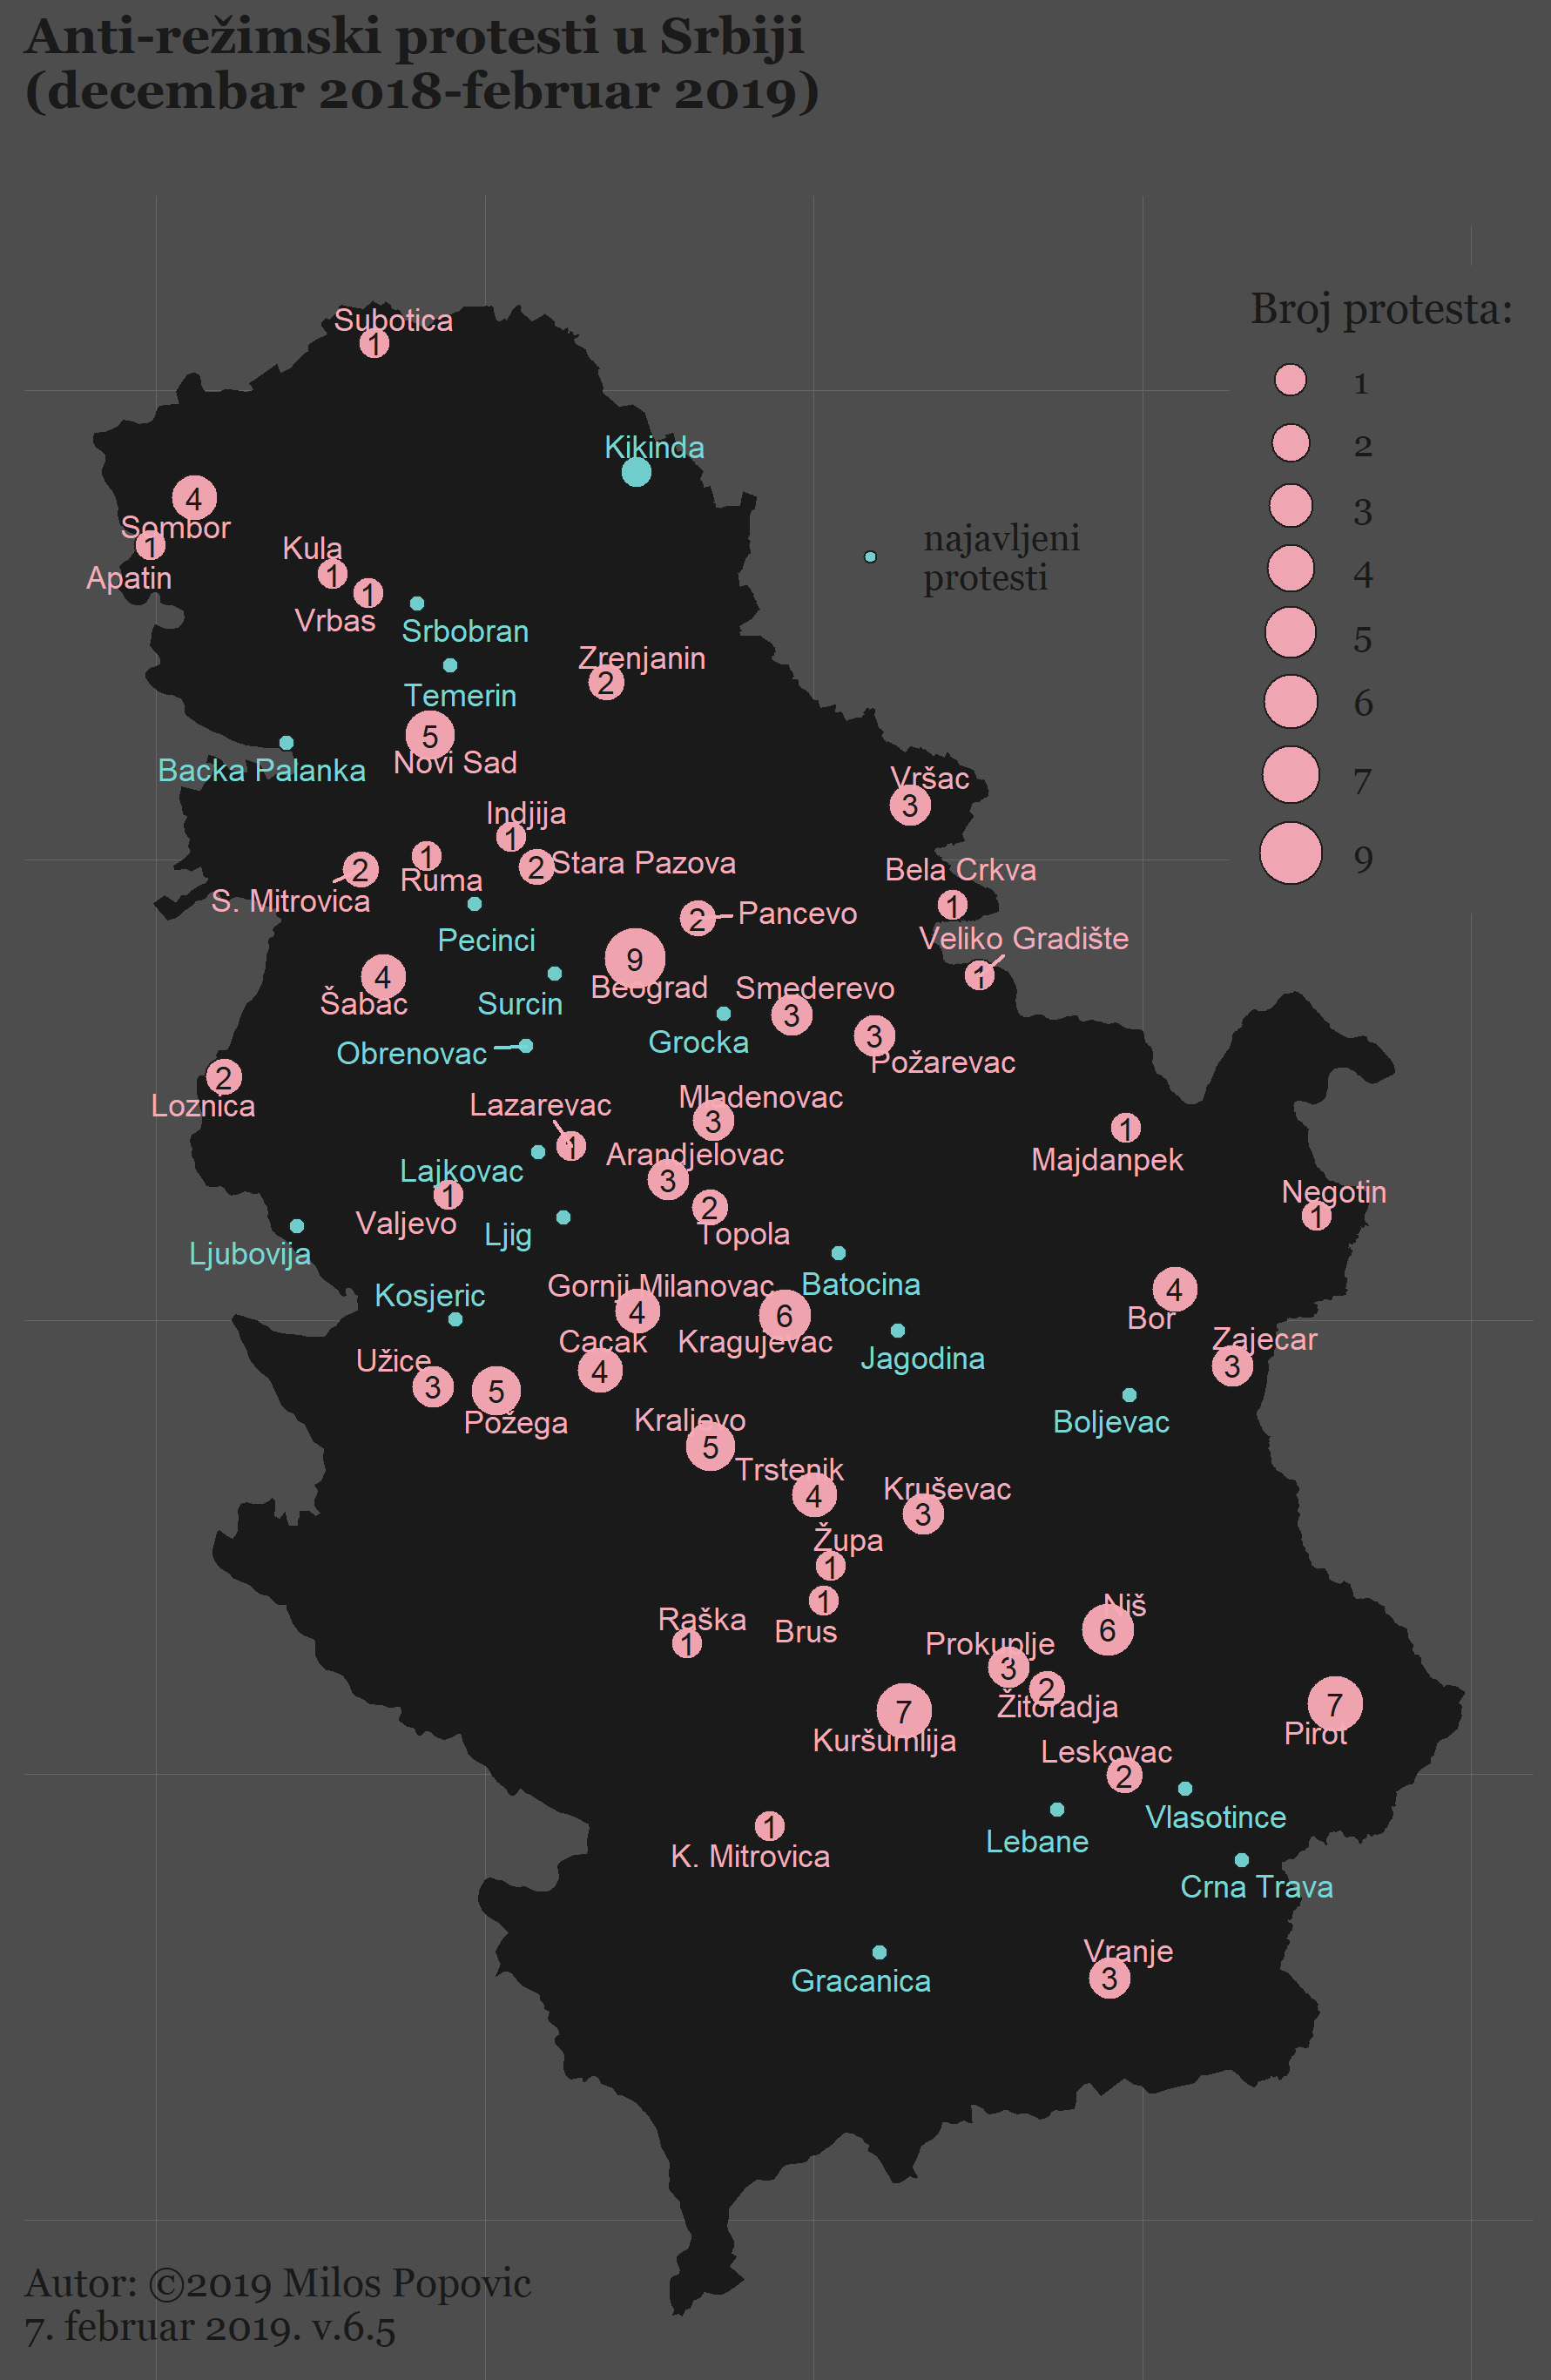 Anti-režimski protesti u Srbiji
(decembar 2018-februar 2019)
Broj protesta:
1
2
3
4
5
6
7
9
najavljeni
protesti
Subotica
1
Kikinda
4
Sombor
1
Apatin
Kula
1
1
Vrbas
Srbobran
Temerin
Zrenjanin
2
5
Novi Sad
Backa Palanka
Vršac
3
Indjija
1
2 Stara Pazova
1
Ruma
2
S. Mitrovica
Bela Crkva
1
Pecinci
2 Pancevo
Veliko Gradište
1
9
Beograd
4
Šabac
Surcin
Smederevo
3
Grocka
3
Požarevac
Obrenovac
2
Loznica
Lazarevac
1
Mladenovac
3
Majdanpek
1
Arandjelovac
3
Lajkovac
1
Valjevo
2
Topola
Ljig
Negotin
1
Ljubovija
Batocina
Kosjeric
Gornji Milanovac
4
6
Kragujevac
4
Bor
Cacak
4
Jagodina
Zajecar
3
Užice
3
5
Požega
Boljevac
Kraljevo
5
Trstenik
4
Kruševac
3
Župa
1
1
Brus
Raška
1
Niš
6
Prokuplje
3
2
Žitoradja
7
Kuršumlija
7
Pirot
Leskovac
2
Vlasotince
Lebane
1
K. Mitrovica
Crna Trava
Gracanica
Vranje
3
Autor: ©2019 Milos Popovic
7. februar 2019. v.6.5